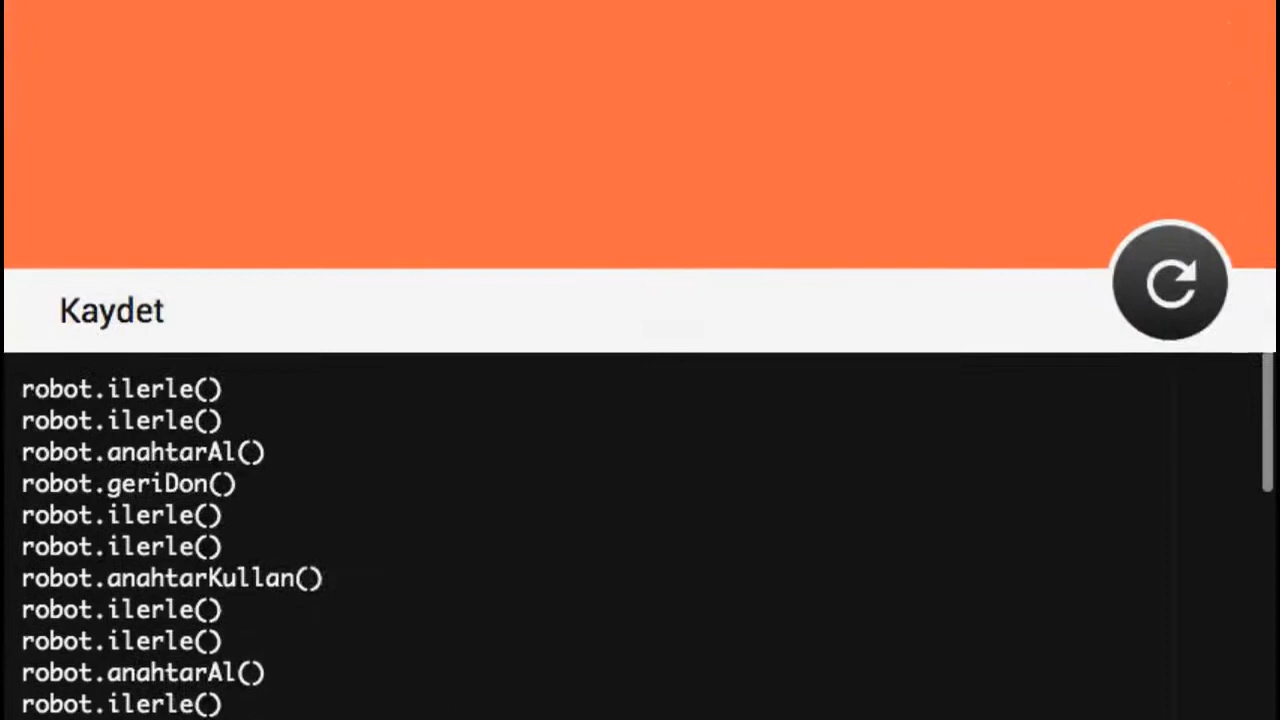 Kaydet
robot.ilerle()
robot.ilerle()
robot.anahtarAl()
robot.geriDon()
robot.ilerle()
robot.ilerle()
robot.anahtarKullan()
robot.ilerle()
robot.ilerle()
robot.anahtarAl()
robot.ilerle()